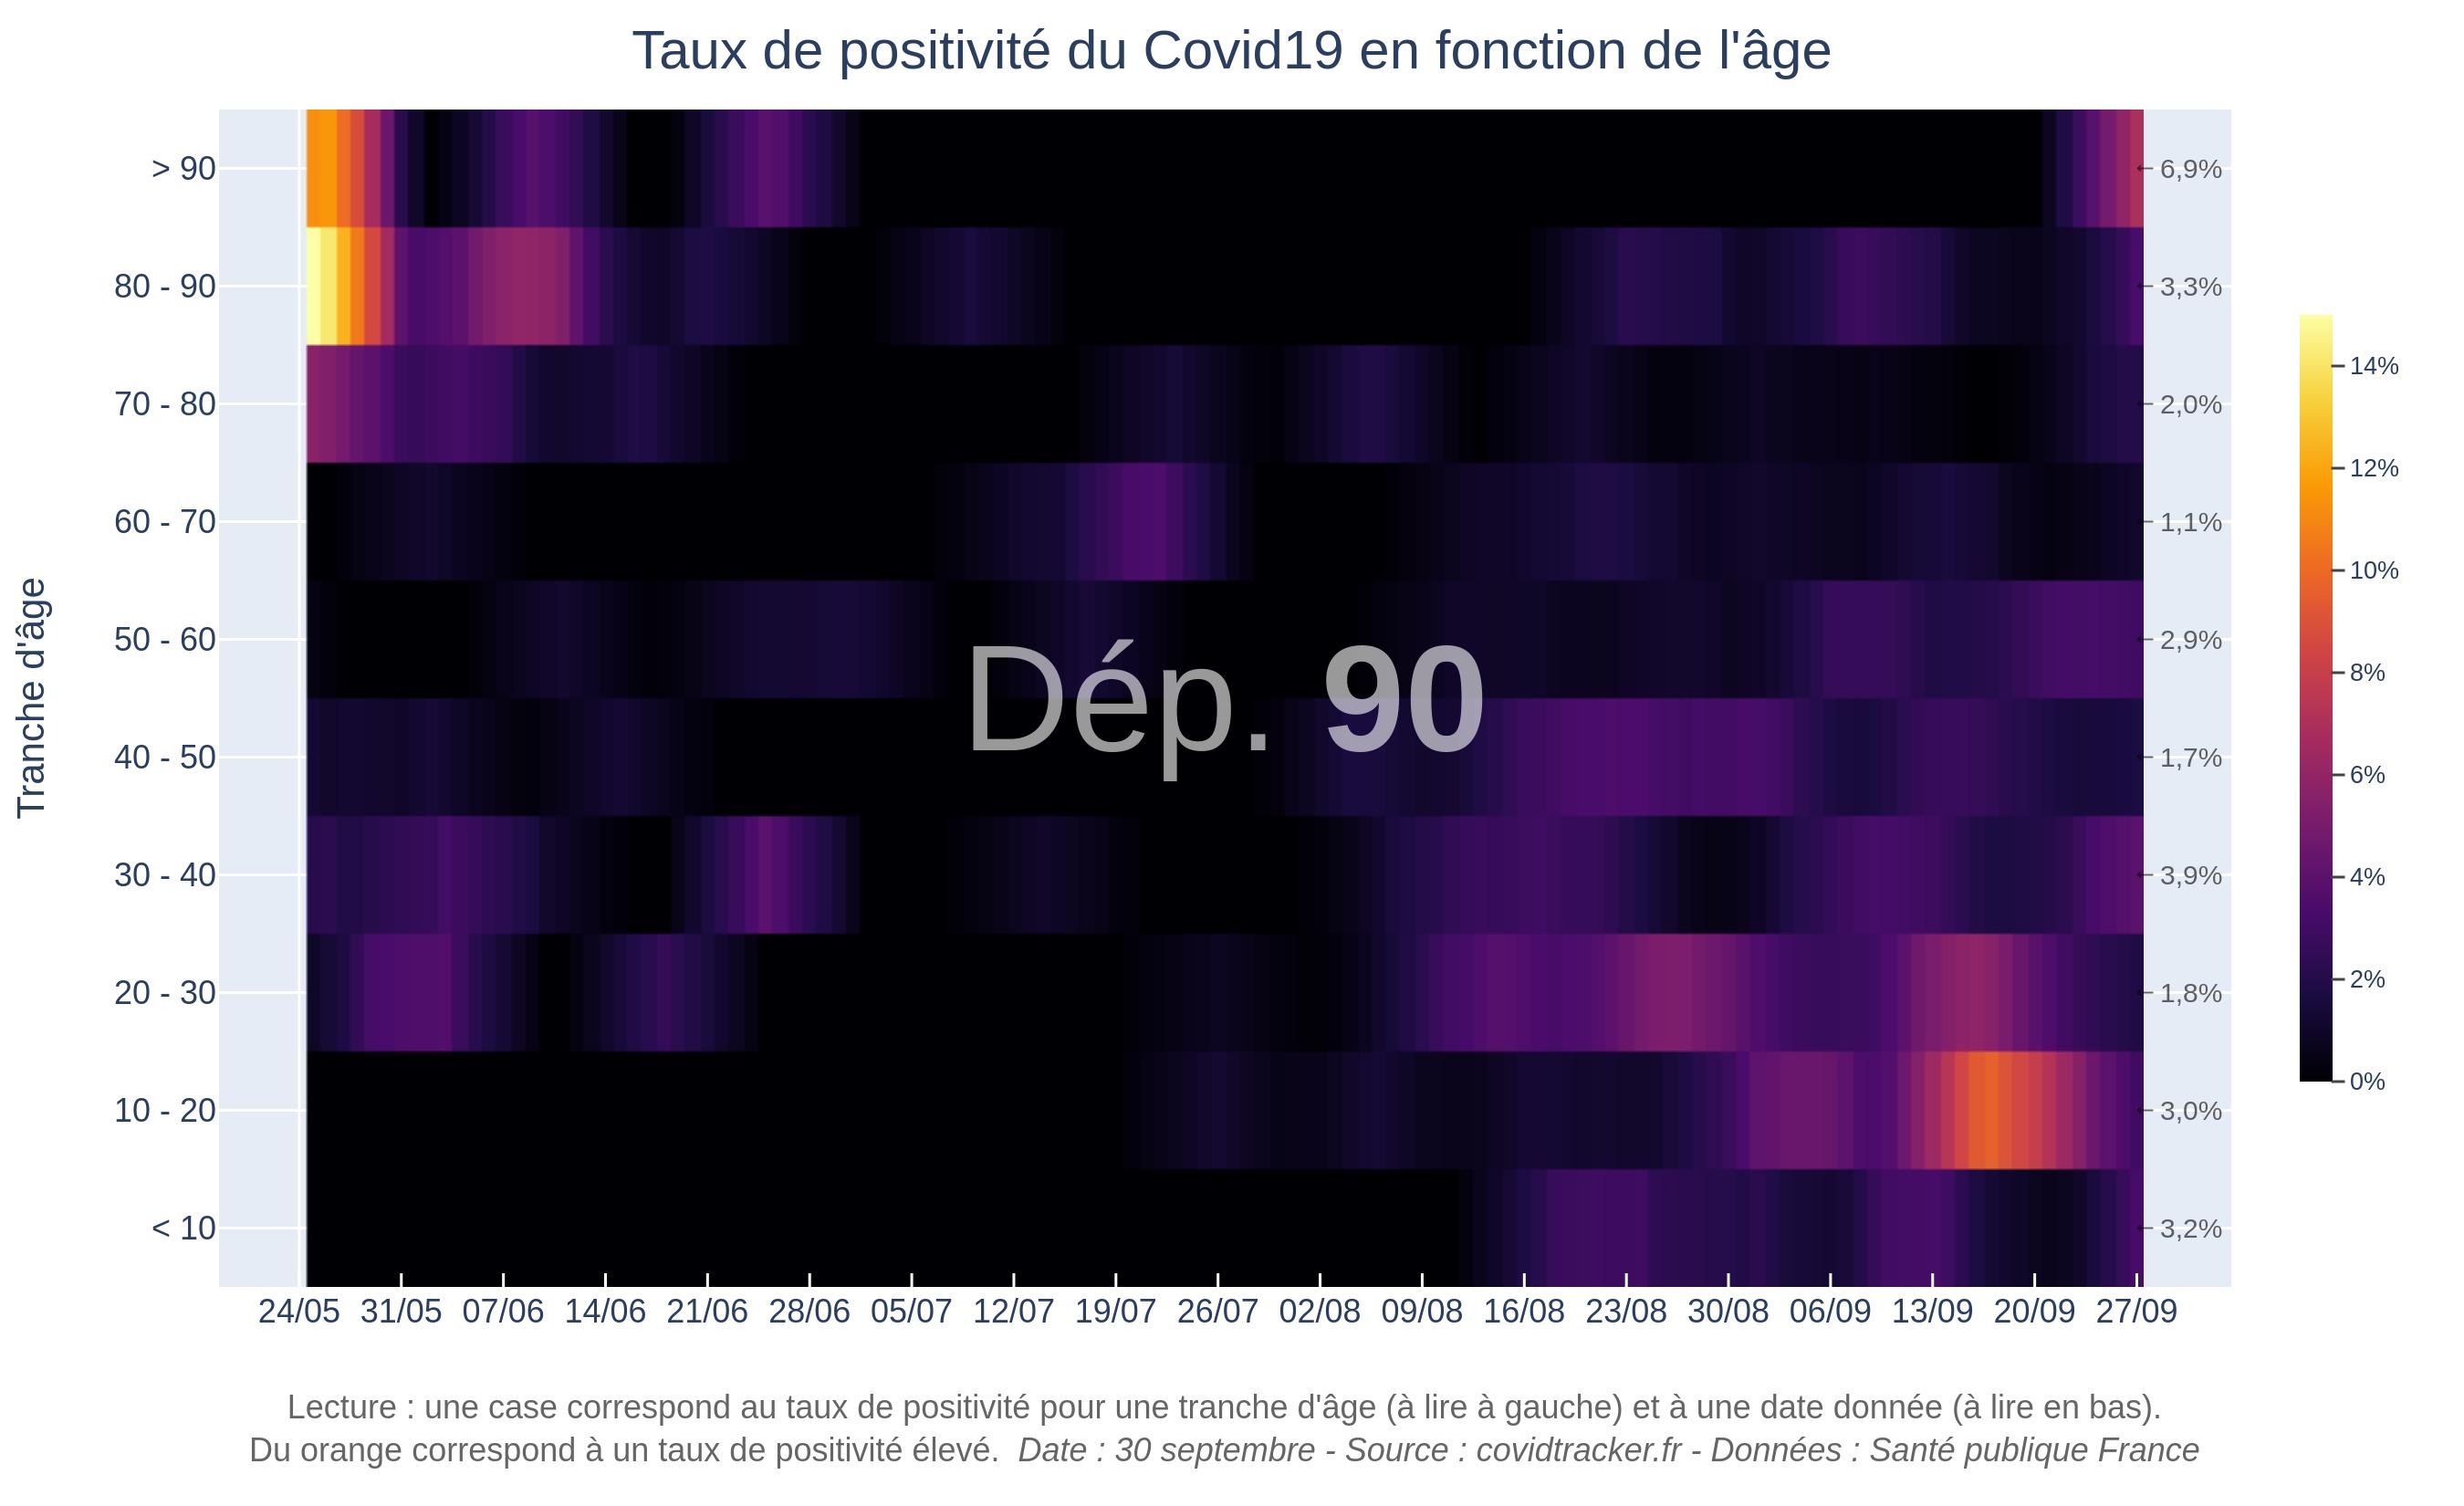 Taux de positivité du Covid19 en fonction de l'âge
Tranche d'âge
> 90
80 - 90
70 - 80
60 - 70
50 - 60
40 - 50
30 - 40
20 - 30
10 - 20
< 10
Dép. 90
6,9%
3,3%
2,0%
1,1%
2,9%
1,7%
3,9%
1,8%
3,0%
3,2%
14%
12%
10%
8%
6%
4%
2%
0%
24/05 31/05 07/06 14/06 21/06 28/06 05/07 12/07 19/07 26/07 02/08 09/08 16/08 23/08 30/08 06/09 13/09 20/09 27/09
Lecture : une case correspond au taux de positivité pour une tranche d'âge (à lire à gauche) et à une date donnée (à lire en bas).
Du orange correspond à un taux de positivité élevé. Date : 30 septembre - Source : covidtracker.fr - Données : Santé publique France